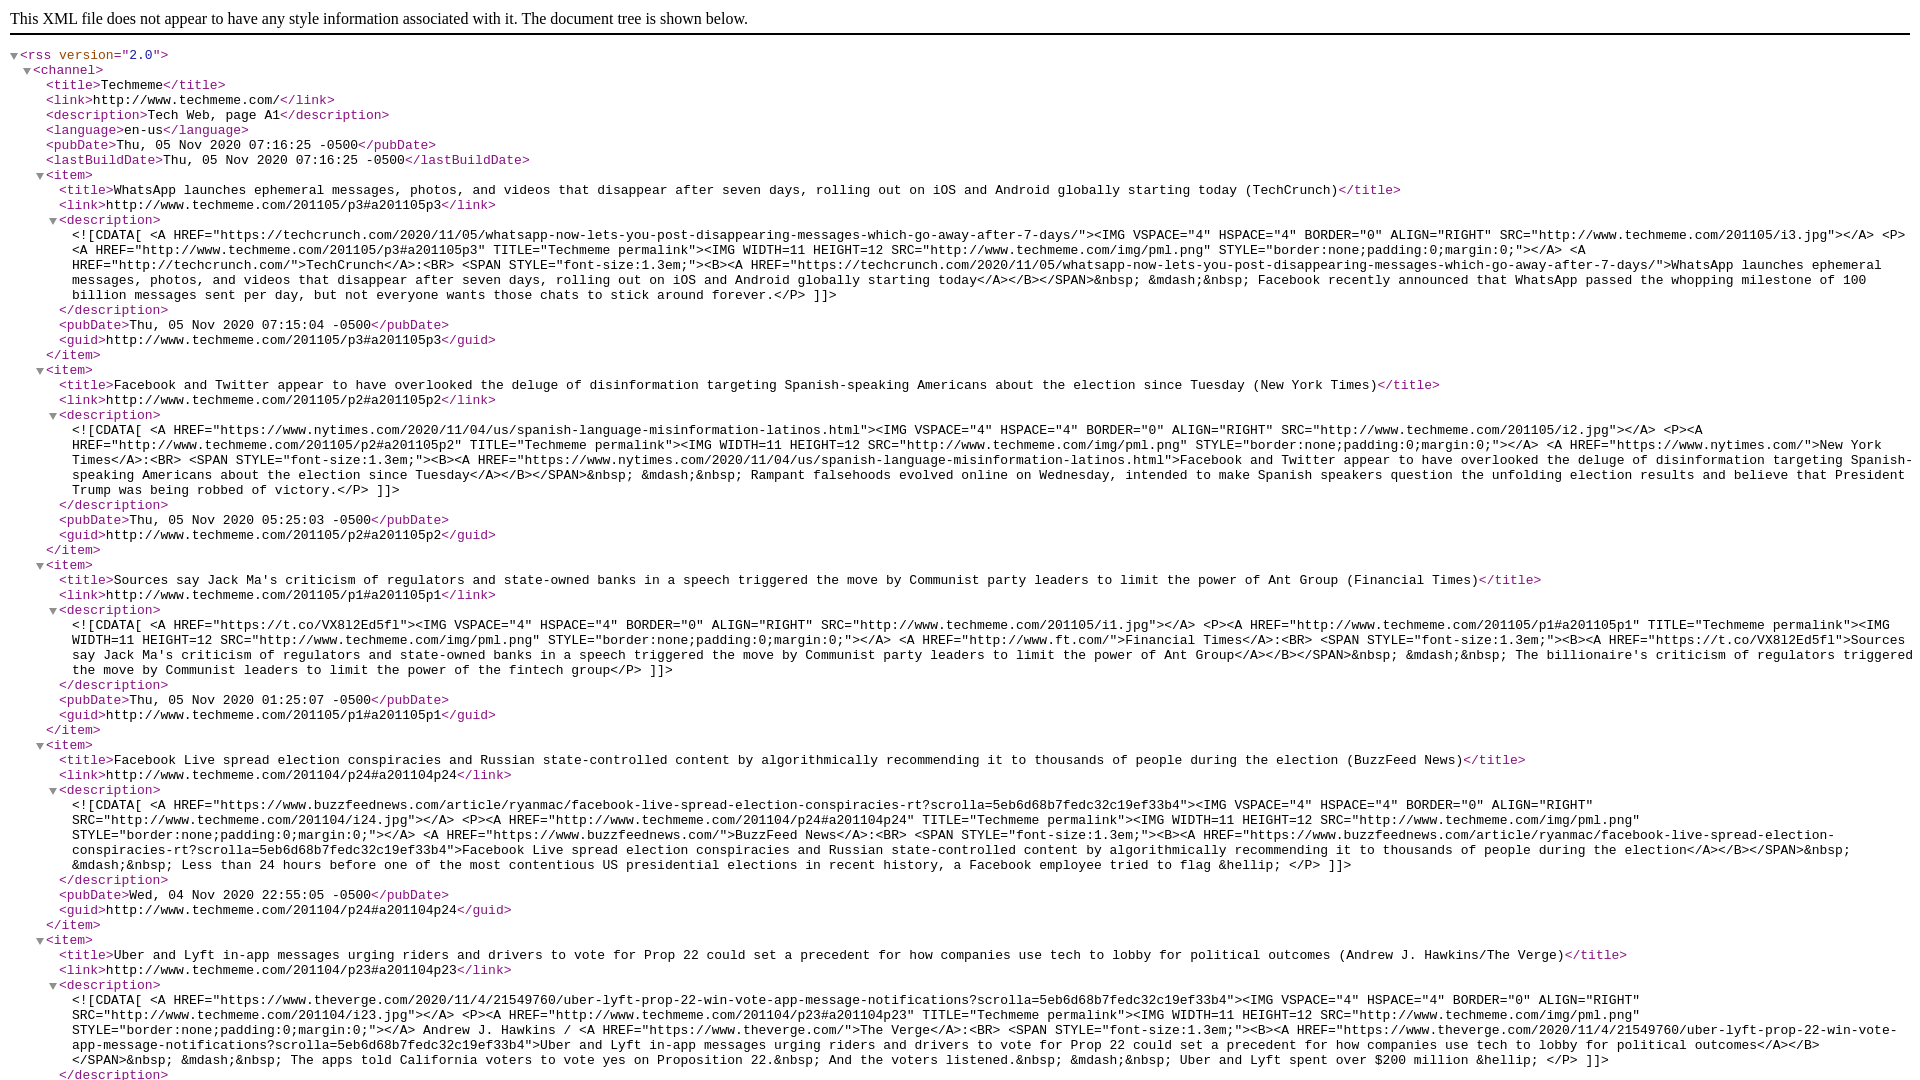 This XML file does not appear to have any style information associated with it. The document tree is shown below.
<rss version="2.0">
<channel>
<title>Techmeme</title>
<link>http://www.techmeme.com/</link>
<description>Tech Web, page A1</description>
<language>en-us</language>
<pubDate>Thu, 05 Nov 2020 07:16:25 -0500</pubDate>
<lastBuildDate>Thu, 05 Nov 2020 07:16:25 -0500</lastBuildDate>
<item>
<title>WhatsApp launches ephemeral messages, photos, and videos that disappear after seven days, rolling out on iOS and Android globally starting today (TechCrunch)</title>
<link>http://www.techmeme.com/201105/p3#a201105p3</link>
<description>
<![CDATA[ <A HREF="https://techcrunch.com/2020/11/05/whatsapp-now-lets-you-post-disappearing-messages-which-go-away-after-7-days/"><IMG VSPACE="4" HSPACE="4" BORDER="0" ALIGN="RIGHT" SRC="http://www.techmeme.com/201105/i3.jpg"></A> <P>
<A HREF="http://www.techmeme.com/201105/p3#a201105p3" TITLE="Techmeme permalink"><IMG WIDTH=11 HEIGHT=12 SRC="http://www.techmeme.com/img/pml.png" STYLE="border:none;padding:0;margin:0;"></A> <A
HREF="http://techcrunch.com/">TechCrunch</A>:<BR> <SPAN STYLE="font-size:1.3em;"><B><A HREF="https://techcrunch.com/2020/11/05/whatsapp-now-lets-you-post-disappearing-messages-which-go-away-after-7-days/">WhatsApp launches ephemeral
messages, photos, and videos that disappear after seven days, rolling out on iOS and Android globally starting today</A></B></SPAN>&nbsp; &mdash;&nbsp; Facebook recently announced that WhatsApp passed the whopping milestone of 100
billion messages sent per day, but not everyone wants those chats to stick around forever.</P> ]]>
</description>
<pubDate>Thu, 05 Nov 2020 07:15:04 -0500</pubDate>
<guid>http://www.techmeme.com/201105/p3#a201105p3</guid>
</item>
<item>
<title>Facebook and Twitter appear to have overlooked the deluge of disinformation targeting Spanish-speaking Americans about the election since Tuesday (New York Times)</title>
<link>http://www.techmeme.com/201105/p2#a201105p2</link>
<description>
<![CDATA[ <A HREF="https://www.nytimes.com/2020/11/04/us/spanish-language-misinformation-latinos.html"><IMG VSPACE="4" HSPACE="4" BORDER="0" ALIGN="RIGHT" SRC="http://www.techmeme.com/201105/i2.jpg"></A> <P><A
HREF="http://www.techmeme.com/201105/p2#a201105p2" TITLE="Techmeme permalink"><IMG WIDTH=11 HEIGHT=12 SRC="http://www.techmeme.com/img/pml.png" STYLE="border:none;padding:0;margin:0;"></A> <A HREF="https://www.nytimes.com/">New York
Times</A>:<BR> <SPAN STYLE="font-size:1.3em;"><B><A HREF="https://www.nytimes.com/2020/11/04/us/spanish-language-misinformation-latinos.html">Facebook and Twitter appear to have overlooked the deluge of disinformation targeting Spanish-
speaking Americans about the election since Tuesday</A></B></SPAN>&nbsp; &mdash;&nbsp; Rampant falsehoods evolved online on Wednesday, intended to make Spanish speakers question the unfolding election results and believe that President
Trump was being robbed of victory.</P> ]]>
</description>
<pubDate>Thu, 05 Nov 2020 05:25:03 -0500</pubDate>
<guid>http://www.techmeme.com/201105/p2#a201105p2</guid>
</item>
<item>
<title>Sources say Jack Ma's criticism of regulators and state-owned banks in a speech triggered the move by Communist party leaders to limit the power of Ant Group (Financial Times)</title>
<link>http://www.techmeme.com/201105/p1#a201105p1</link>
<description>
<![CDATA[ <A HREF="https://t.co/VX8l2Ed5fl"><IMG VSPACE="4" HSPACE="4" BORDER="0" ALIGN="RIGHT" SRC="http://www.techmeme.com/201105/i1.jpg"></A> <P><A HREF="http://www.techmeme.com/201105/p1#a201105p1" TITLE="Techmeme permalink"><IMG
WIDTH=11 HEIGHT=12 SRC="http://www.techmeme.com/img/pml.png" STYLE="border:none;padding:0;margin:0;"></A> <A HREF="http://www.ft.com/">Financial Times</A>:<BR> <SPAN STYLE="font-size:1.3em;"><B><A HREF="https://t.co/VX8l2Ed5fl">Sources
say Jack Ma's criticism of regulators and state-owned banks in a speech triggered the move by Communist party leaders to limit the power of Ant Group</A></B></SPAN>&nbsp; &mdash;&nbsp; The billionaire's criticism of regulators triggered
the move by Communist leaders to limit the power of the fintech group</P> ]]>
</description>
<pubDate>Thu, 05 Nov 2020 01:25:07 -0500</pubDate>
<guid>http://www.techmeme.com/201105/p1#a201105p1</guid>
</item>
<item>
<title>Facebook Live spread election conspiracies and Russian state-controlled content by algorithmically recommending it to thousands of people during the election (BuzzFeed News)</title>
<link>http://www.techmeme.com/201104/p24#a201104p24</link>
<description>
<![CDATA[ <A HREF="https://www.buzzfeednews.com/article/ryanmac/facebook-live-spread-election-conspiracies-rt?scrolla=5eb6d68b7fedc32c19ef33b4"><IMG VSPACE="4" HSPACE="4" BORDER="0" ALIGN="RIGHT"
SRC="http://www.techmeme.com/201104/i24.jpg"></A> <P><A HREF="http://www.techmeme.com/201104/p24#a201104p24" TITLE="Techmeme permalink"><IMG WIDTH=11 HEIGHT=12 SRC="http://www.techmeme.com/img/pml.png"
STYLE="border:none;padding:0;margin:0;"></A> <A HREF="https://www.buzzfeednews.com/">BuzzFeed News</A>:<BR> <SPAN STYLE="font-size:1.3em;"><B><A HREF="https://www.buzzfeednews.com/article/ryanmac/facebook-live-spread-election-
conspiracies-rt?scrolla=5eb6d68b7fedc32c19ef33b4">Facebook Live spread election conspiracies and Russian state-controlled content by algorithmically recommending it to thousands of people during the election</A></B></SPAN>&nbsp;
&mdash;&nbsp; Less than 24 hours before one of the most contentious US presidential elections in recent history, a Facebook employee tried to flag &hellip; </P> ]]>
</description>
<pubDate>Wed, 04 Nov 2020 22:55:05 -0500</pubDate>
<guid>http://www.techmeme.com/201104/p24#a201104p24</guid>
</item>
<item>
<title>Uber and Lyft in-app messages urging riders and drivers to vote for Prop 22 could set a precedent for how companies use tech to lobby for political outcomes (Andrew J. Hawkins/The Verge)</title>
<link>http://www.techmeme.com/201104/p23#a201104p23</link>
<description>
<![CDATA[ <A HREF="https://www.theverge.com/2020/11/4/21549760/uber-lyft-prop-22-win-vote-app-message-notifications?scrolla=5eb6d68b7fedc32c19ef33b4"><IMG VSPACE="4" HSPACE="4" BORDER="0" ALIGN="RIGHT"
SRC="http://www.techmeme.com/201104/i23.jpg"></A> <P><A HREF="http://www.techmeme.com/201104/p23#a201104p23" TITLE="Techmeme permalink"><IMG WIDTH=11 HEIGHT=12 SRC="http://www.techmeme.com/img/pml.png"
STYLE="border:none;padding:0;margin:0;"></A> Andrew J. Hawkins / <A HREF="https://www.theverge.com/">The Verge</A>:<BR> <SPAN STYLE="font-size:1.3em;"><B><A HREF="https://www.theverge.com/2020/11/4/21549760/uber-lyft-prop-22-win-vote-
app-message-notifications?scrolla=5eb6d68b7fedc32c19ef33b4">Uber and Lyft in-app messages urging riders and drivers to vote for Prop 22 could set a precedent for how companies use tech to lobby for political outcomes</A></B>
</SPAN>&nbsp; &mdash;&nbsp; The apps told California voters to vote yes on Proposition 22.&nbsp; And the voters listened.&nbsp; &mdash;&nbsp; Uber and Lyft spent over $200 million &hellip; </P> ]]>
</description>